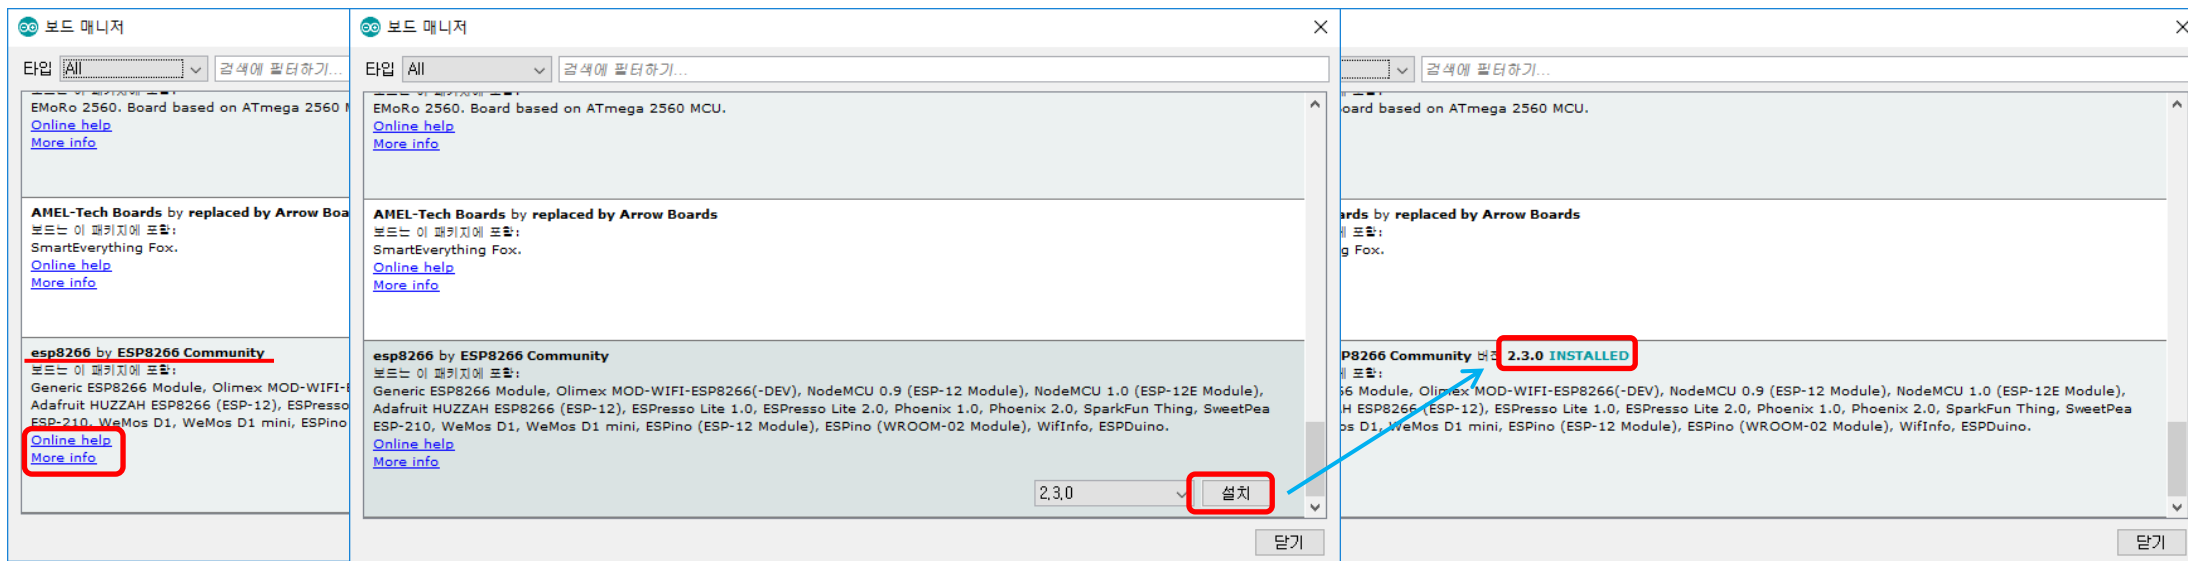 보드 매니저
타입 All 검색에 필터하기...
EMoRo 2560. Board based on ATmega 2560 M
Online help
More info
AMEL-Tech Boards by replaced by Arrow Boa
보드는 이 패키지에 포함:
SmartEverything Fox.
Online help
More info
esp8266 by ESP8266 Community
보드는 이 패키지에 포함:
Generic ESP8266 Module, Olimex MOD-WIFI-E
Adafruit HUZZAH ESP8266 (ESP-12), ESPresso
ESP-210, WeMos D1, WeMos D1 mini, ESPino
Online help
More info
보드 매니저
타입 All 검색에 필터하기...
EMoRo 2560. Board based on ATmega 2560 MCU.
Online help
More info
AMEL-Tech Boards by replaced by Arrow Boards
보드는 이 패키지에 포함:
SmartEverything Fox.
Online help
More info
esp8266 by ESP8266 Community
보드는 이 패키지에 포함:
Generic ESP8266 Module, Olimex MOD-WIFI-ESP8266(-DEV), NodeMCU 0.9 (ESP-12 Module), NodeMCU 1.0 (ESP-12E Module),
Adafruit HUZZAH ESP8266 (ESP-12), ESPresso Lite 1.0, ESPresso Lite 2.0, Phoenix 1.0, Phoenix 2.0, SparkFun Thing, SweetPea
ESP-210, WeMos D1, WeMos D1 mini, ESPino (ESP-12 Module), ESPino (WROOM-02 Module), WifInfo, ESPDuino.
Online help
More info
2,3,0 설치
닫기
검색에 필터하기...
oard based on ATmega 2560 MCU.
ards by replaced by Arrow Boards
포함:
g Fox.
P8266 Community 2.3.0 INSTALLED
포함:
66 Module, Olimex MOD-WIFI-ESP8266(-DEV), NodeMCU 0.9 (ESP-12 Module), NodeMCU 1.0 (ESP-12E Module),
AH ESP8266 (ESP-12), ESPresso Lite 1.0, ESPresso Lite 2.0, Phoenix 1.0, Phoenix 2.0, SparkFun Thing, SweetPea
os D1, WeMos D1 mini, ESPino (ESP-12 Module), ESPino (WROOM-02 Module), WifInfo, ESPDuino.
닫기